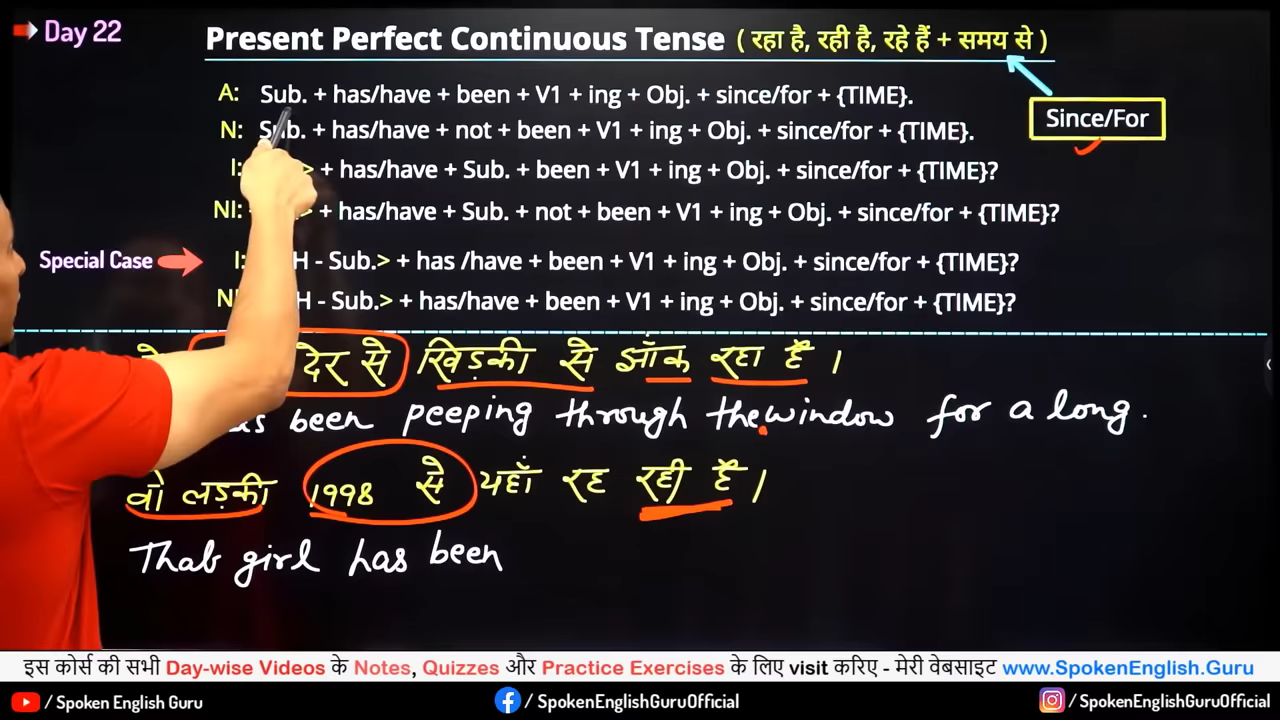 Day 22
Present Perfect Continuous Tense ( रहा है, रही है, रहे हैं + समय से )
A: Sub. + has/have + been + V1 + ing + Obj. + since/for + {TIME}.
Since/For
N: Sub. + has/have + not + been + V1 + ing + Obj. + since/for + {TIME}.
I: > + has/have + Sub. + been + V1 + ing + Obj. + since/for + {TIME}?
NI: > + has/have + Sub. + not + been + V1 + ing + Obj. + since/for + {TIME}?
Special Case
I: H - Sub.> + has /have + been + V1 + ing + Obj. + since/for + {TIME}?
H - Sub.> + has/have + been + V1 + ing + Obj. + since/for + {TIME}?
देर से खिड़की से झाँक रहा है ।
been peeping through the window for a long .
वो लड़की 1998 से यहाँ रह रही है ।
That girl has been
इस कोर्स की सभी Day-wise Videos के Notes, Quizzes और Practice Exercises के लिए visit करिए - मेरी वेबसाइट www.SpokenEnglish.Guru
/ Spoken English Guru
/ SpokenEnglishGuruOfficial
/ SpokenEnglishGuruOfficial